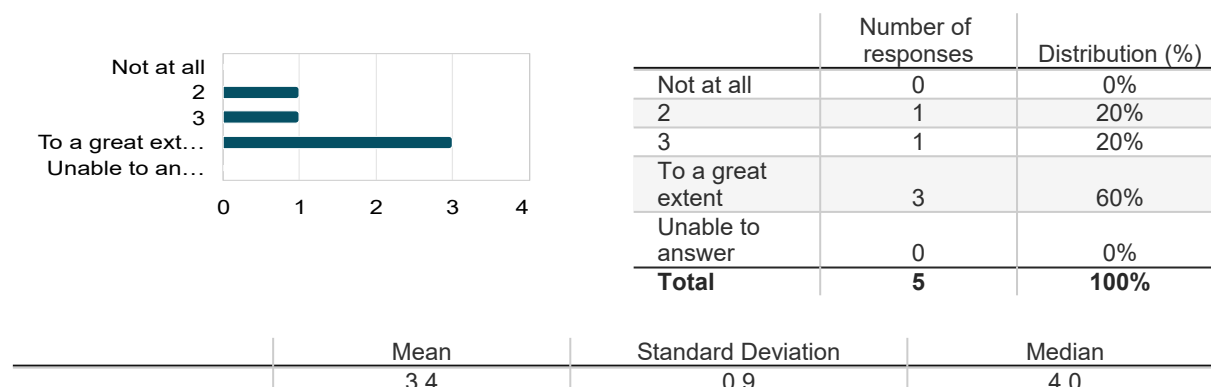 Not at all
2
3
To a great ext…
Unable to an…
0 1 2 3 4
Number of
responses Distribution (%)
Not at all 0 0%
2 1 20%
3 1 20%
To a great
extent 3 60%
Unable to
answer 0 0%
Total 5 100%
Mean Standard Deviation Median
3.4 0.9 4.0